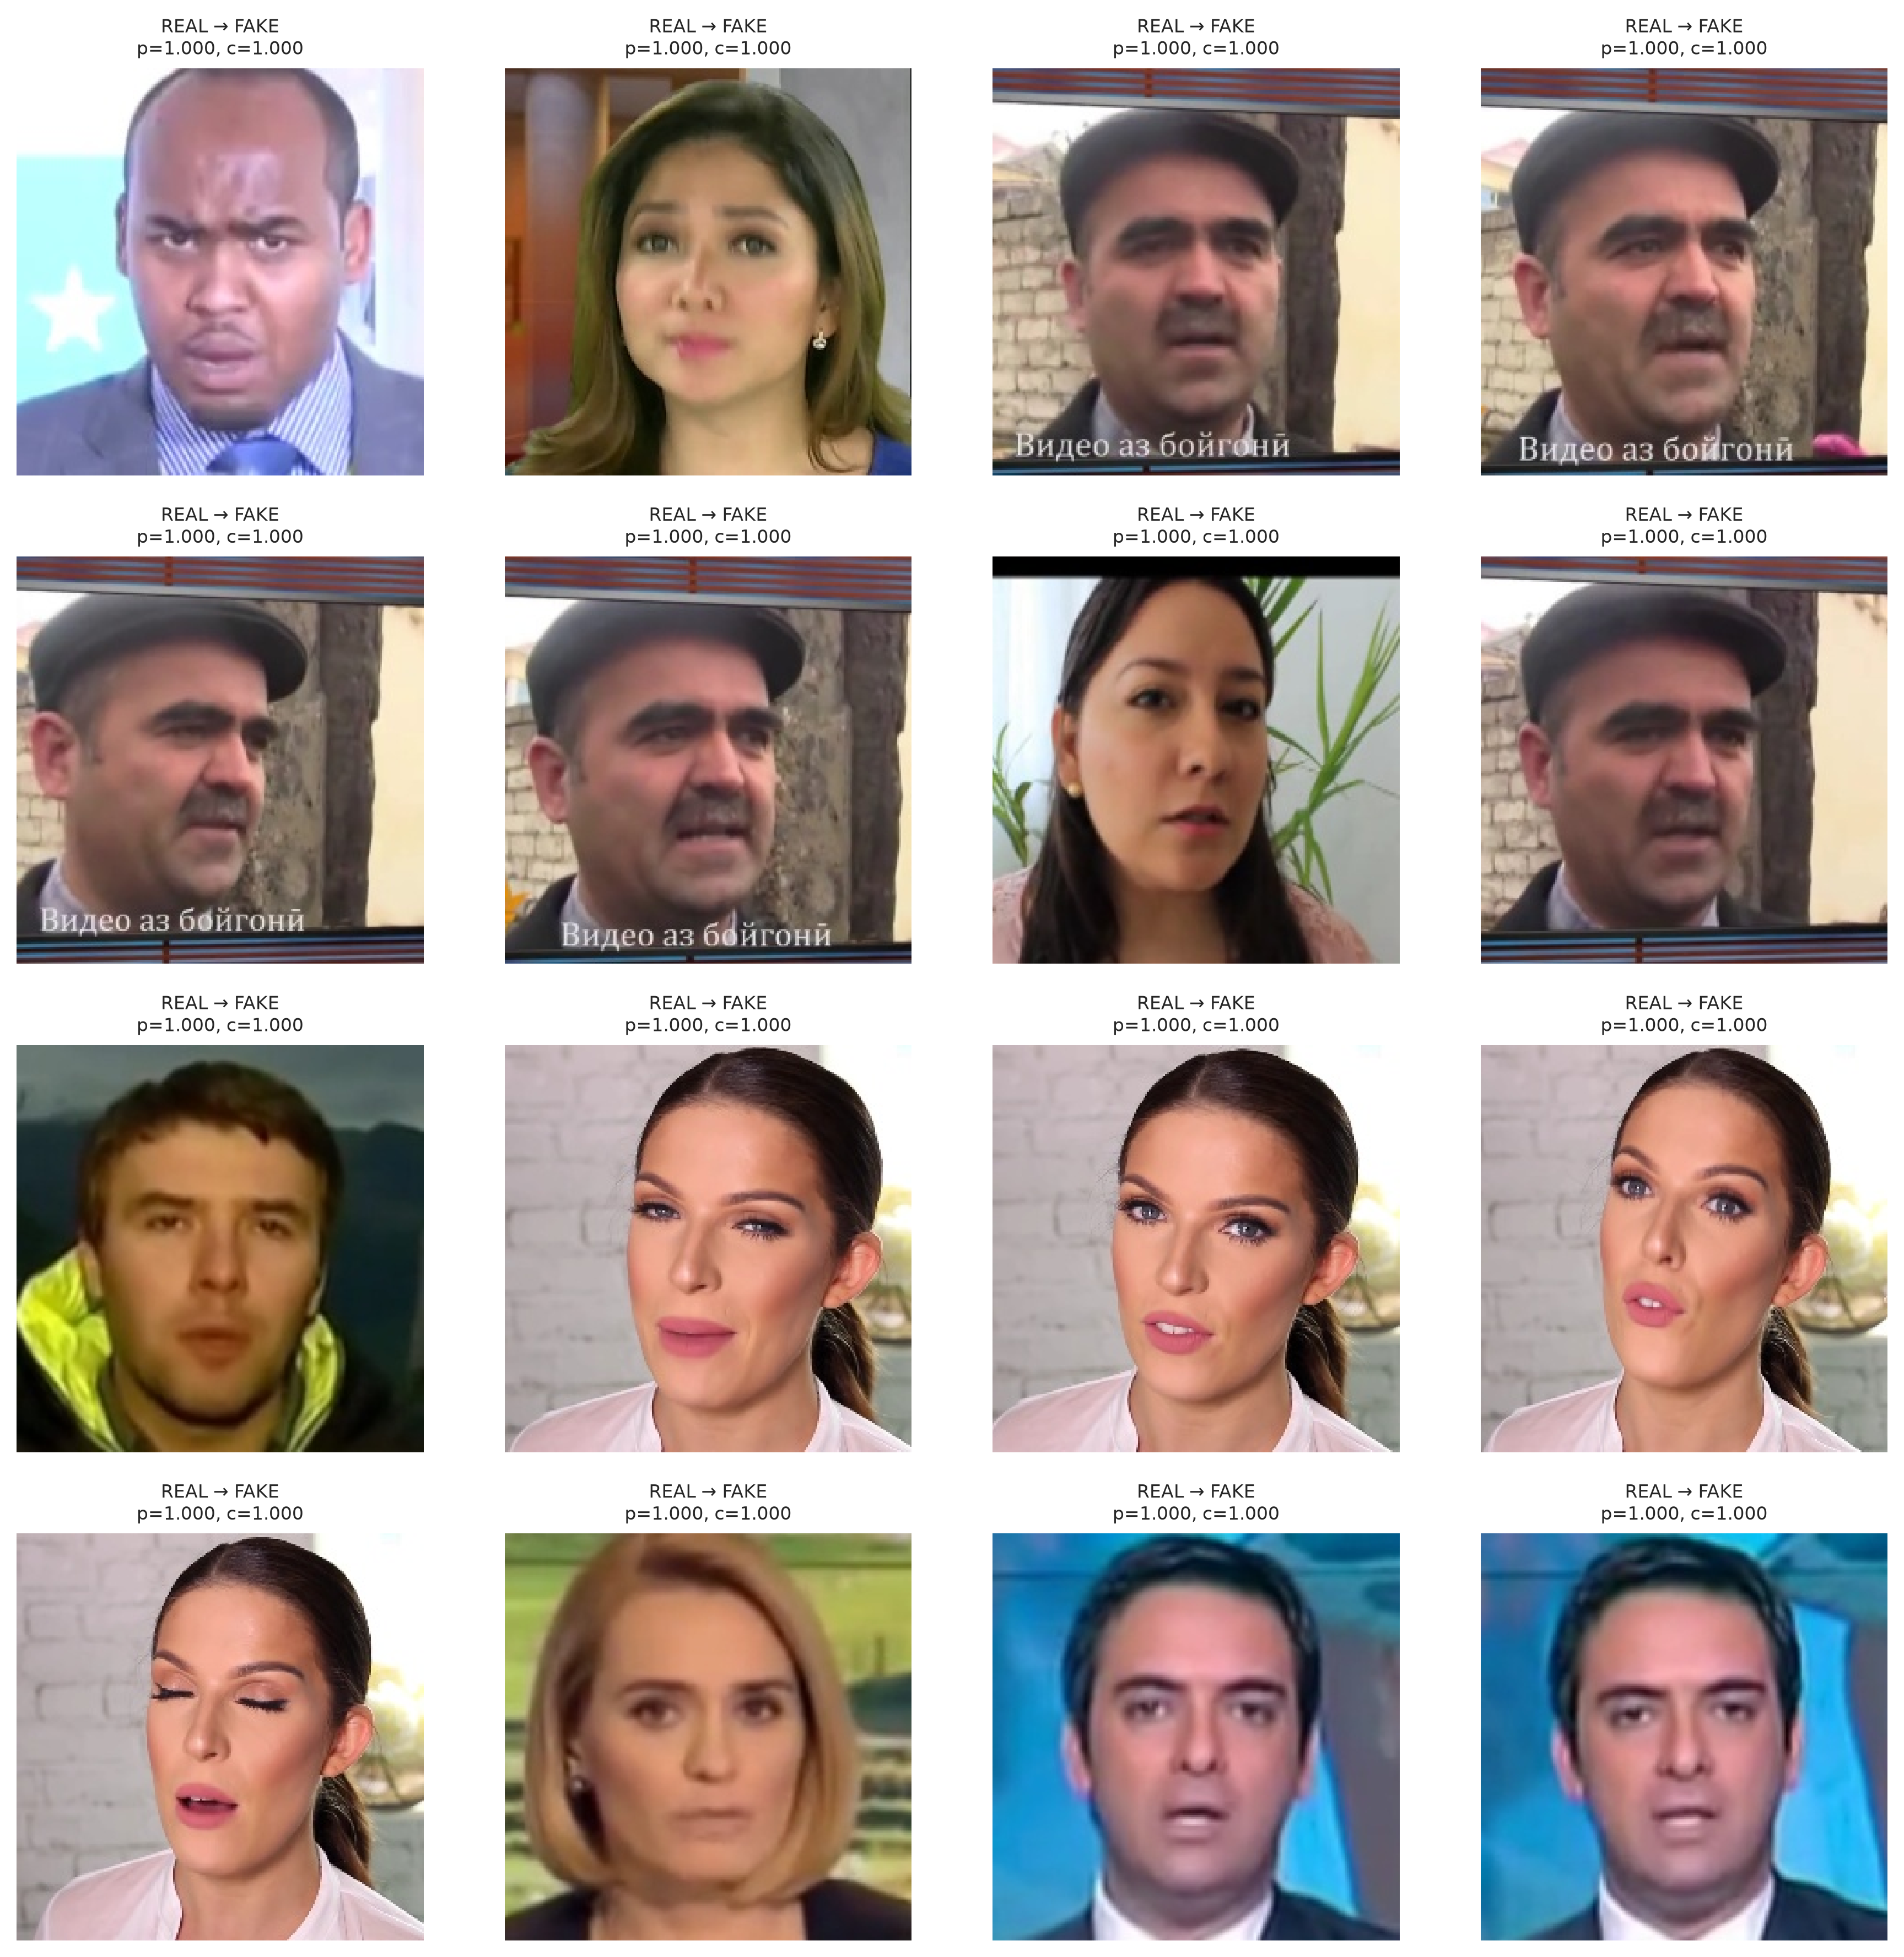 REAL → FAKE
p=1.000, c=1.000
REAL → FAKE
p=1.000, c=1.000
REAL → FAKE
p=1.000, c=1.000
REAL → FAKE
p=1.000, c=1.000
Видео аз бойгонӣ
Видео аз бойгонӣ
REAL → FAKE
p=1.000, c=1.000
REAL → FAKE
p=1.000, c=1.000
REAL → FAKE
p=1.000, c=1.000
REAL → FAKE
p=1.000, c=1.000
Видео аз бойгонӣ
Видео аз бойгонӣ
REAL → FAKE
p=1.000, c=1.000
REAL → FAKE
p=1.000, c=1.000
REAL → FAKE
p=1.000, c=1.000
REAL → FAKE
p=1.000, c=1.000
REAL → FAKE
p=1.000, c=1.000
REAL → FAKE
p=1.000, c=1.000
REAL → FAKE
p=1.000, c=1.000
REAL → FAKE
p=1.000, c=1.000